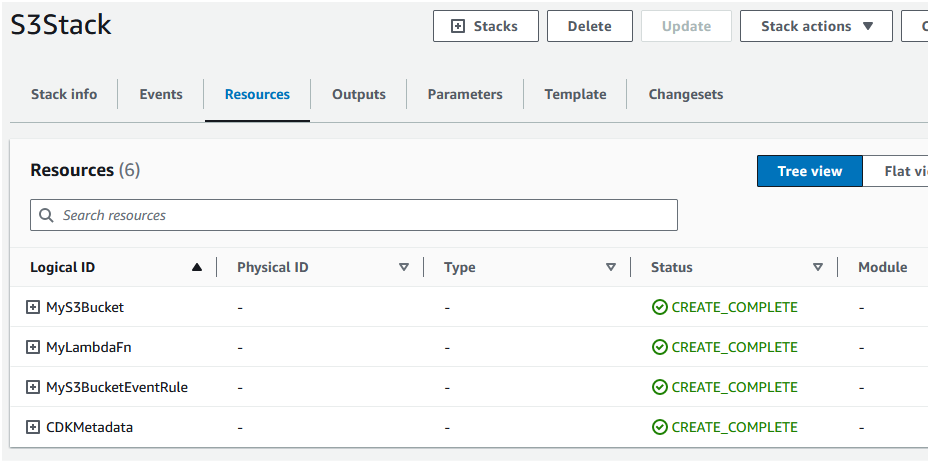 S3Stack
Stacks Delete Update Stack actions
Stack info Events Resources Outputs Parameters Template Changesets
Resources (6)
Tree view Flat
Search resources
Logical ID Physical ID Type Status Module
MyS3Bucket - - CREATE_COMPLETE -
MyLambdaFn - - CREATE_COMPLETE -
MyS3BucketEventRule - - CREATE_COMPLETE -
CDKMetadata - - CREATE_COMPLETE -